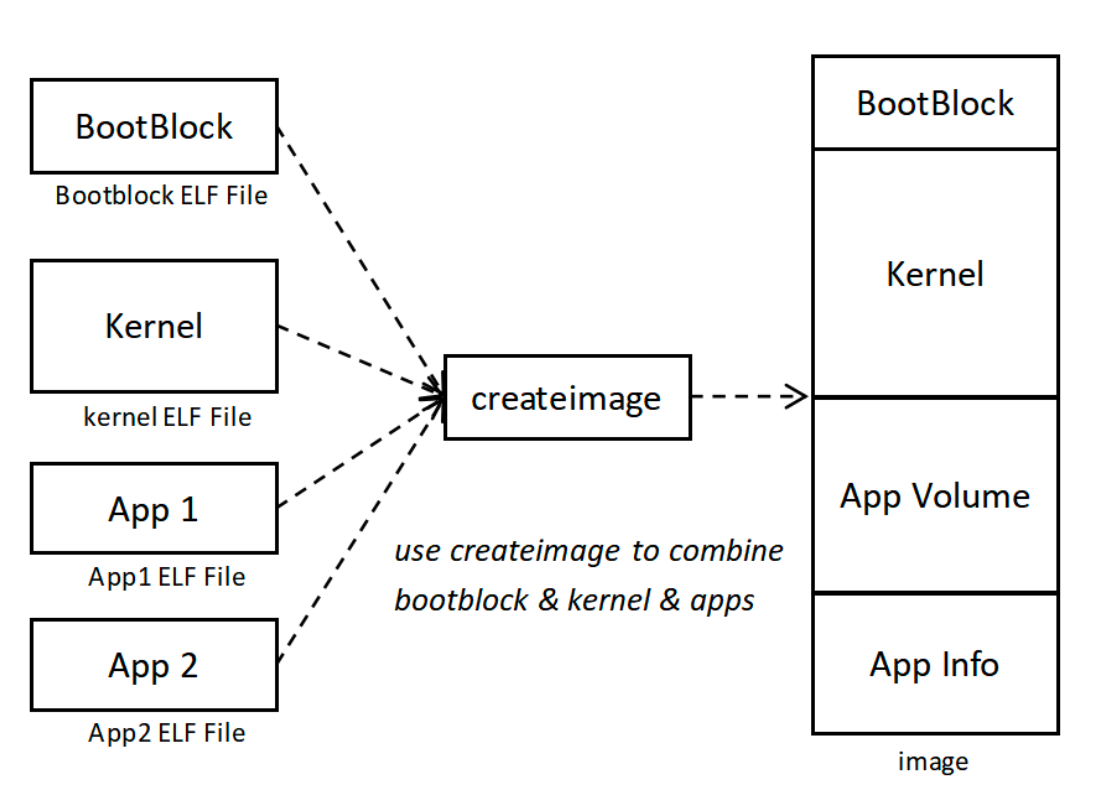 BootBlock
Bootblock ELF File
Kernel
kernel ELF File
App 1
App1 ELF File
App 2
App2 ELF File
createimage
use createimage to combine
bootblock & kernel & apps
BootBlock
Kernel
App Volume
App Info
image